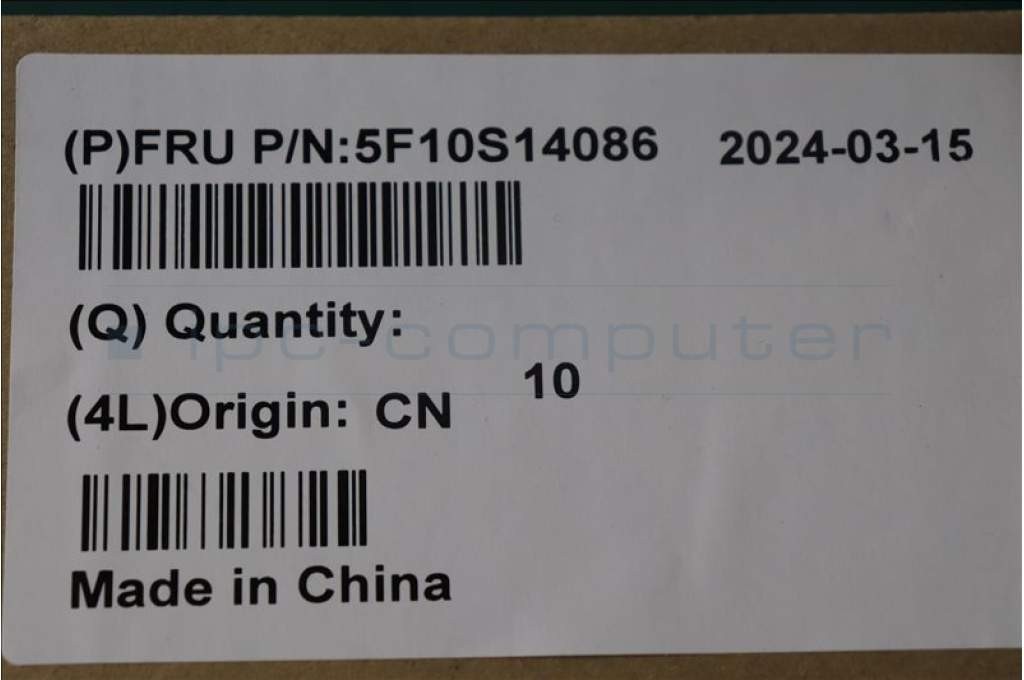 (P)FRU P/N:5F10S14086 2024-03-15
(Q) Quantity:
ipc-computer
10
(4L)Origin: CN
Made in China